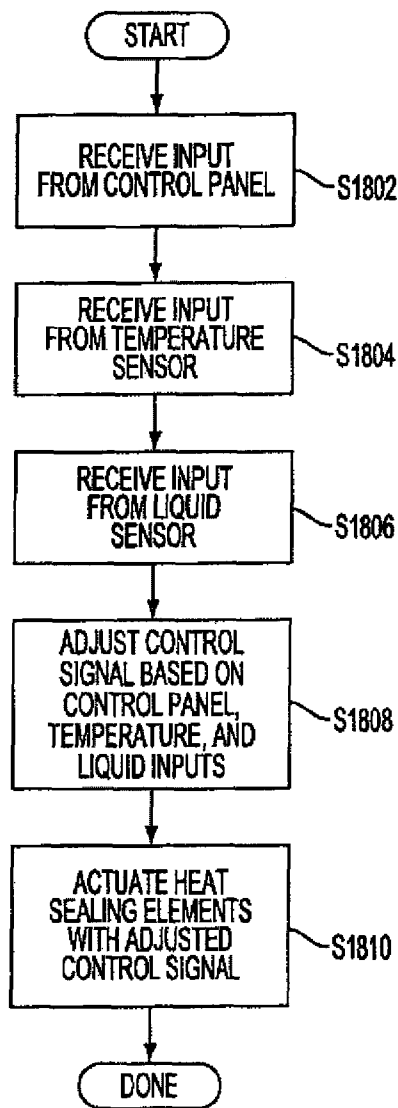 START
RECEIVE INPUT
FROM CONTROL PANEL
S1802
RECEIVE INPUT
FROM TEMPERATURE
SENSOR
S1804
RECEIVE INPUT
FROM LIQUID
SENSOR
S1806
ADJUST CONTROL
SIGNAL BASED ON
CONTROL PANEL,
TEMPERATURE, AND
LIQUID INPUTS
S1808
ACTUATE HEAT
SEALING ELEMENTS
WITH ADJUSTED
CONTROL SIGNAL
S1810
DONE